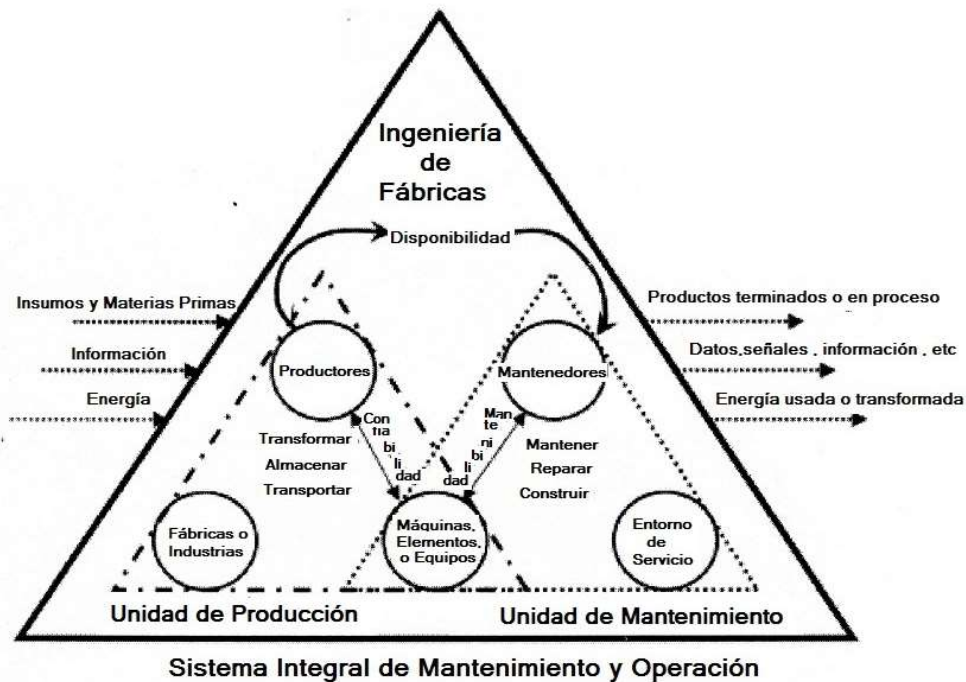 Ingeniería
de
Fábricas
Disponibilidad
Insumos y Materias Primas
Información
Energía
Productos terminados o en proceso
Datos,señales , información , etc
Energía usada o transformada
Productores
Mantenedores
Con
fia
bi
li
dad
Man
te
ni
bi
li
dad
Transformar
Almacenar
Transportar
Mantener
Reparar
Construir
Fábricas o
Industrias
Máquinas,
Elementos,
o Equipos
Entorno
de
Servicio
Unidad de Producción
Unidad de Mantenimiento
Sistema Integral de Mantenimiento y Operación